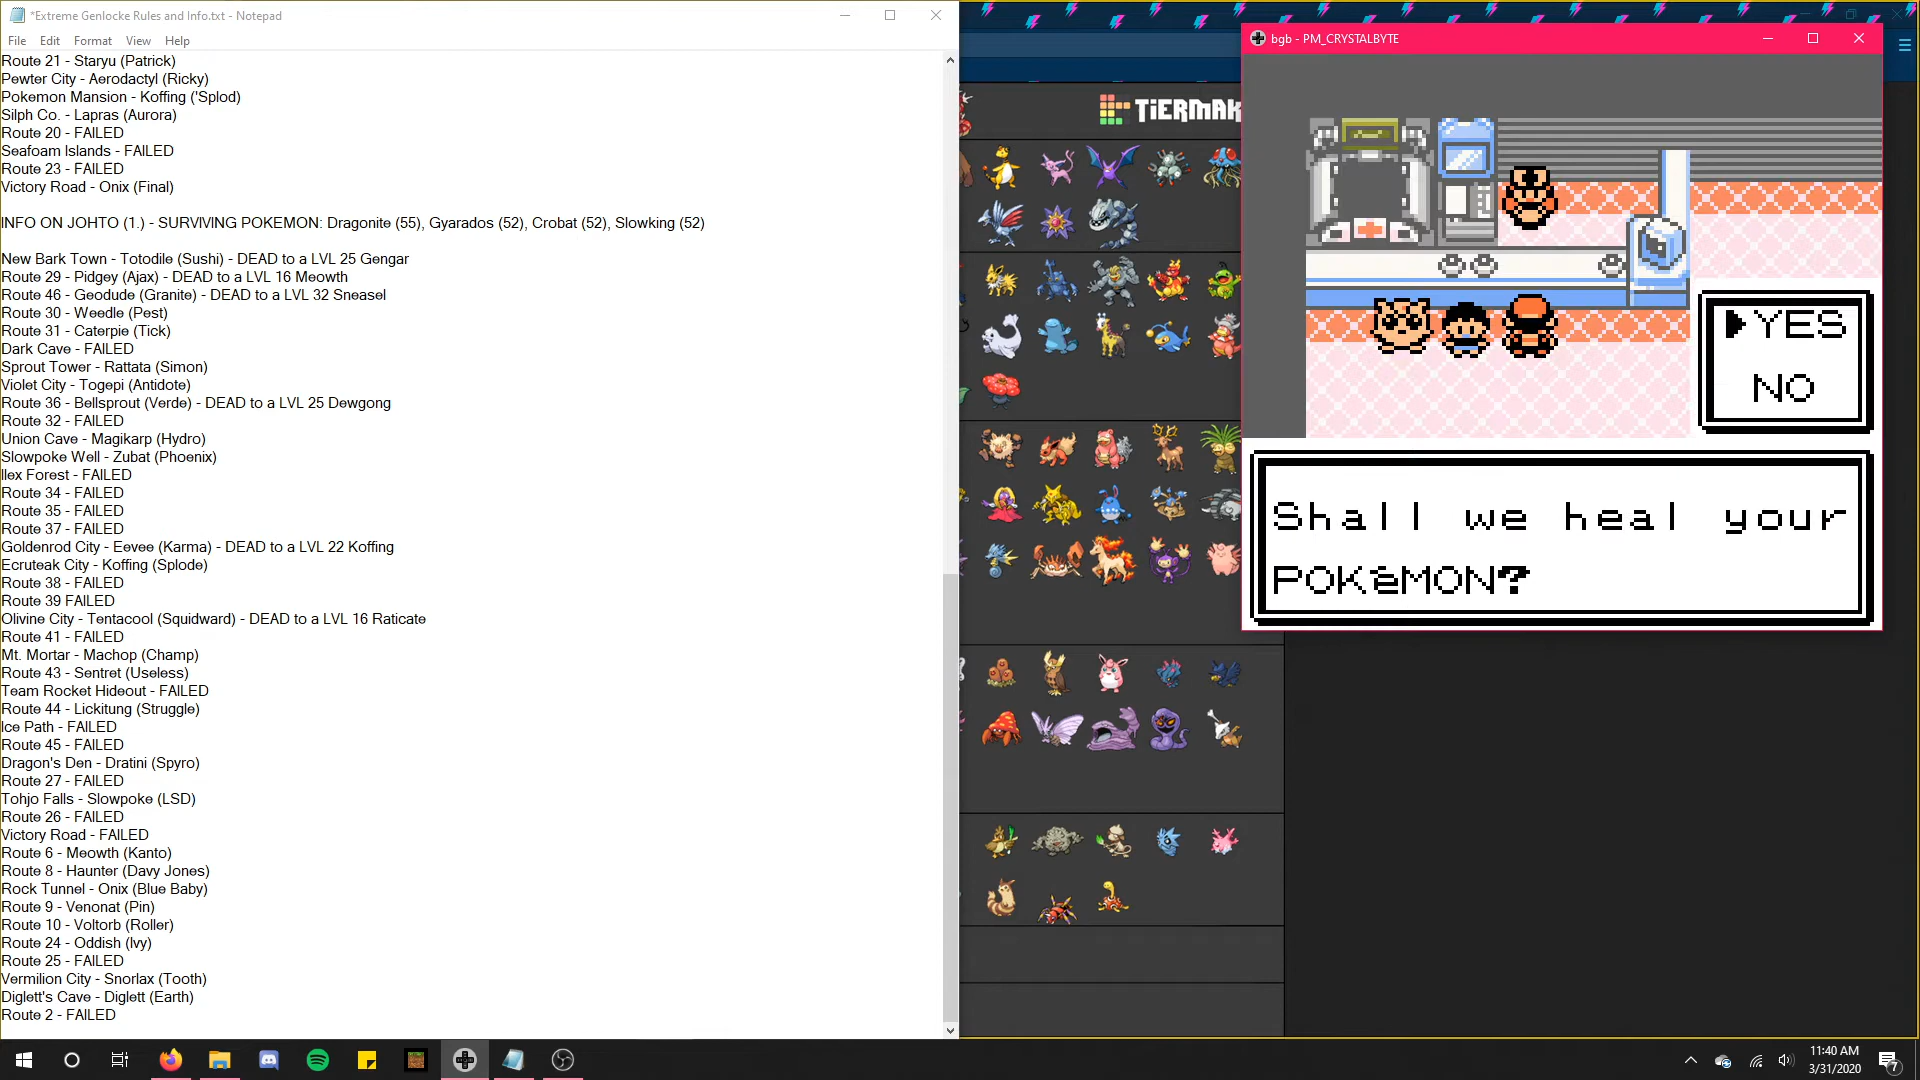 *Extreme Genlocke Rules and Info.txt - Notepad
File Edit Format View Help
Route 21 - Staryu (Patrick)
Pewter City - Aerodactyl (Ricky)
Pokemon Mansion - Koffing ('Splod)
Silph Co. - Lapras (Aurora)
Route 20 - FAILED
Seafoam Islands - FAILED
Route 23 - FAILED
Victory Road - Onix (Final)
INFO ON JOHTO (1.) - SURVIVING POKEMON: Dragonite (55), Gyarados (52), Crobat (52), Slowking (52)
New Bark Town - Totodile (Sushi) - DEAD to a LVL 25 Gengar
Route 29 - Pidgey (Ajax) - DEAD to a LVL 16 Meowth
Route 46 - Geodude (Granite) - DEAD to a LVL 32 Sneasel
Route 30 - Weedle (Pest)
Route 31 - Caterpie (Tick)
Dark Cave - FAILED
Sprout Tower - Rattata (Simon)
Violet City - Togepi (Antidote)
Route 36 - Bellsprout (Verde) - DEAD to a LVL 25 Dewgong
Route 32 - FAILED
Union Cave - Magikarp (Hydro)
Slowpoke Well - Zubat (Phoenix)
Ilex Forest - FAILED
Route 34 - FAILED
Route 35 - FAILED
Route 37 - FAILED
Goldenrod City - Eevee (Karma) - DEAD to a LVL 22 Koffing
Ecruteak City - Koffing (Splode)
Route 38 - FAILED
Route 39 FAILED
Olivine City - Tentacool (Squidward) - DEAD to a LVL 16 Raticate
Route 41 - FAILED
Mt. Mortar - Machop (Champ)
Route 43 - Sentret (Useless)
Team Rocket Hideout - FAILED
Route 44 - Lickitung (Struggle)
Ice Path - FAILED
Route 45 - FAILED
Dragon's Den - Dratini (Spyro)
Route 27 - FAILED
Tohjo Falls - Slowpoke (LSD)
Route 26 - FAILED
Victory Road - FAILED
Route 6 - Meowth (Kanto)
Route 8 - Haunter (Davy Jones)
Rock Tunnel - Onix (Blue Baby)
Route 9 - Venonat (Pin)
Route 10 - Voltorb (Roller)
Route 24 - Oddish (Ivy)
Route 25 - FAILED
Vermilion City - Snorlax (Tooth)
Diglett's Cave - Diglett (Earth)
Route 2 - FAILED
TIERMAK
bgb - PM_CRYSTALBYTE
YES
NO
Shall we heal your
POKéMON?
11:40 AM
3/31/2020
7